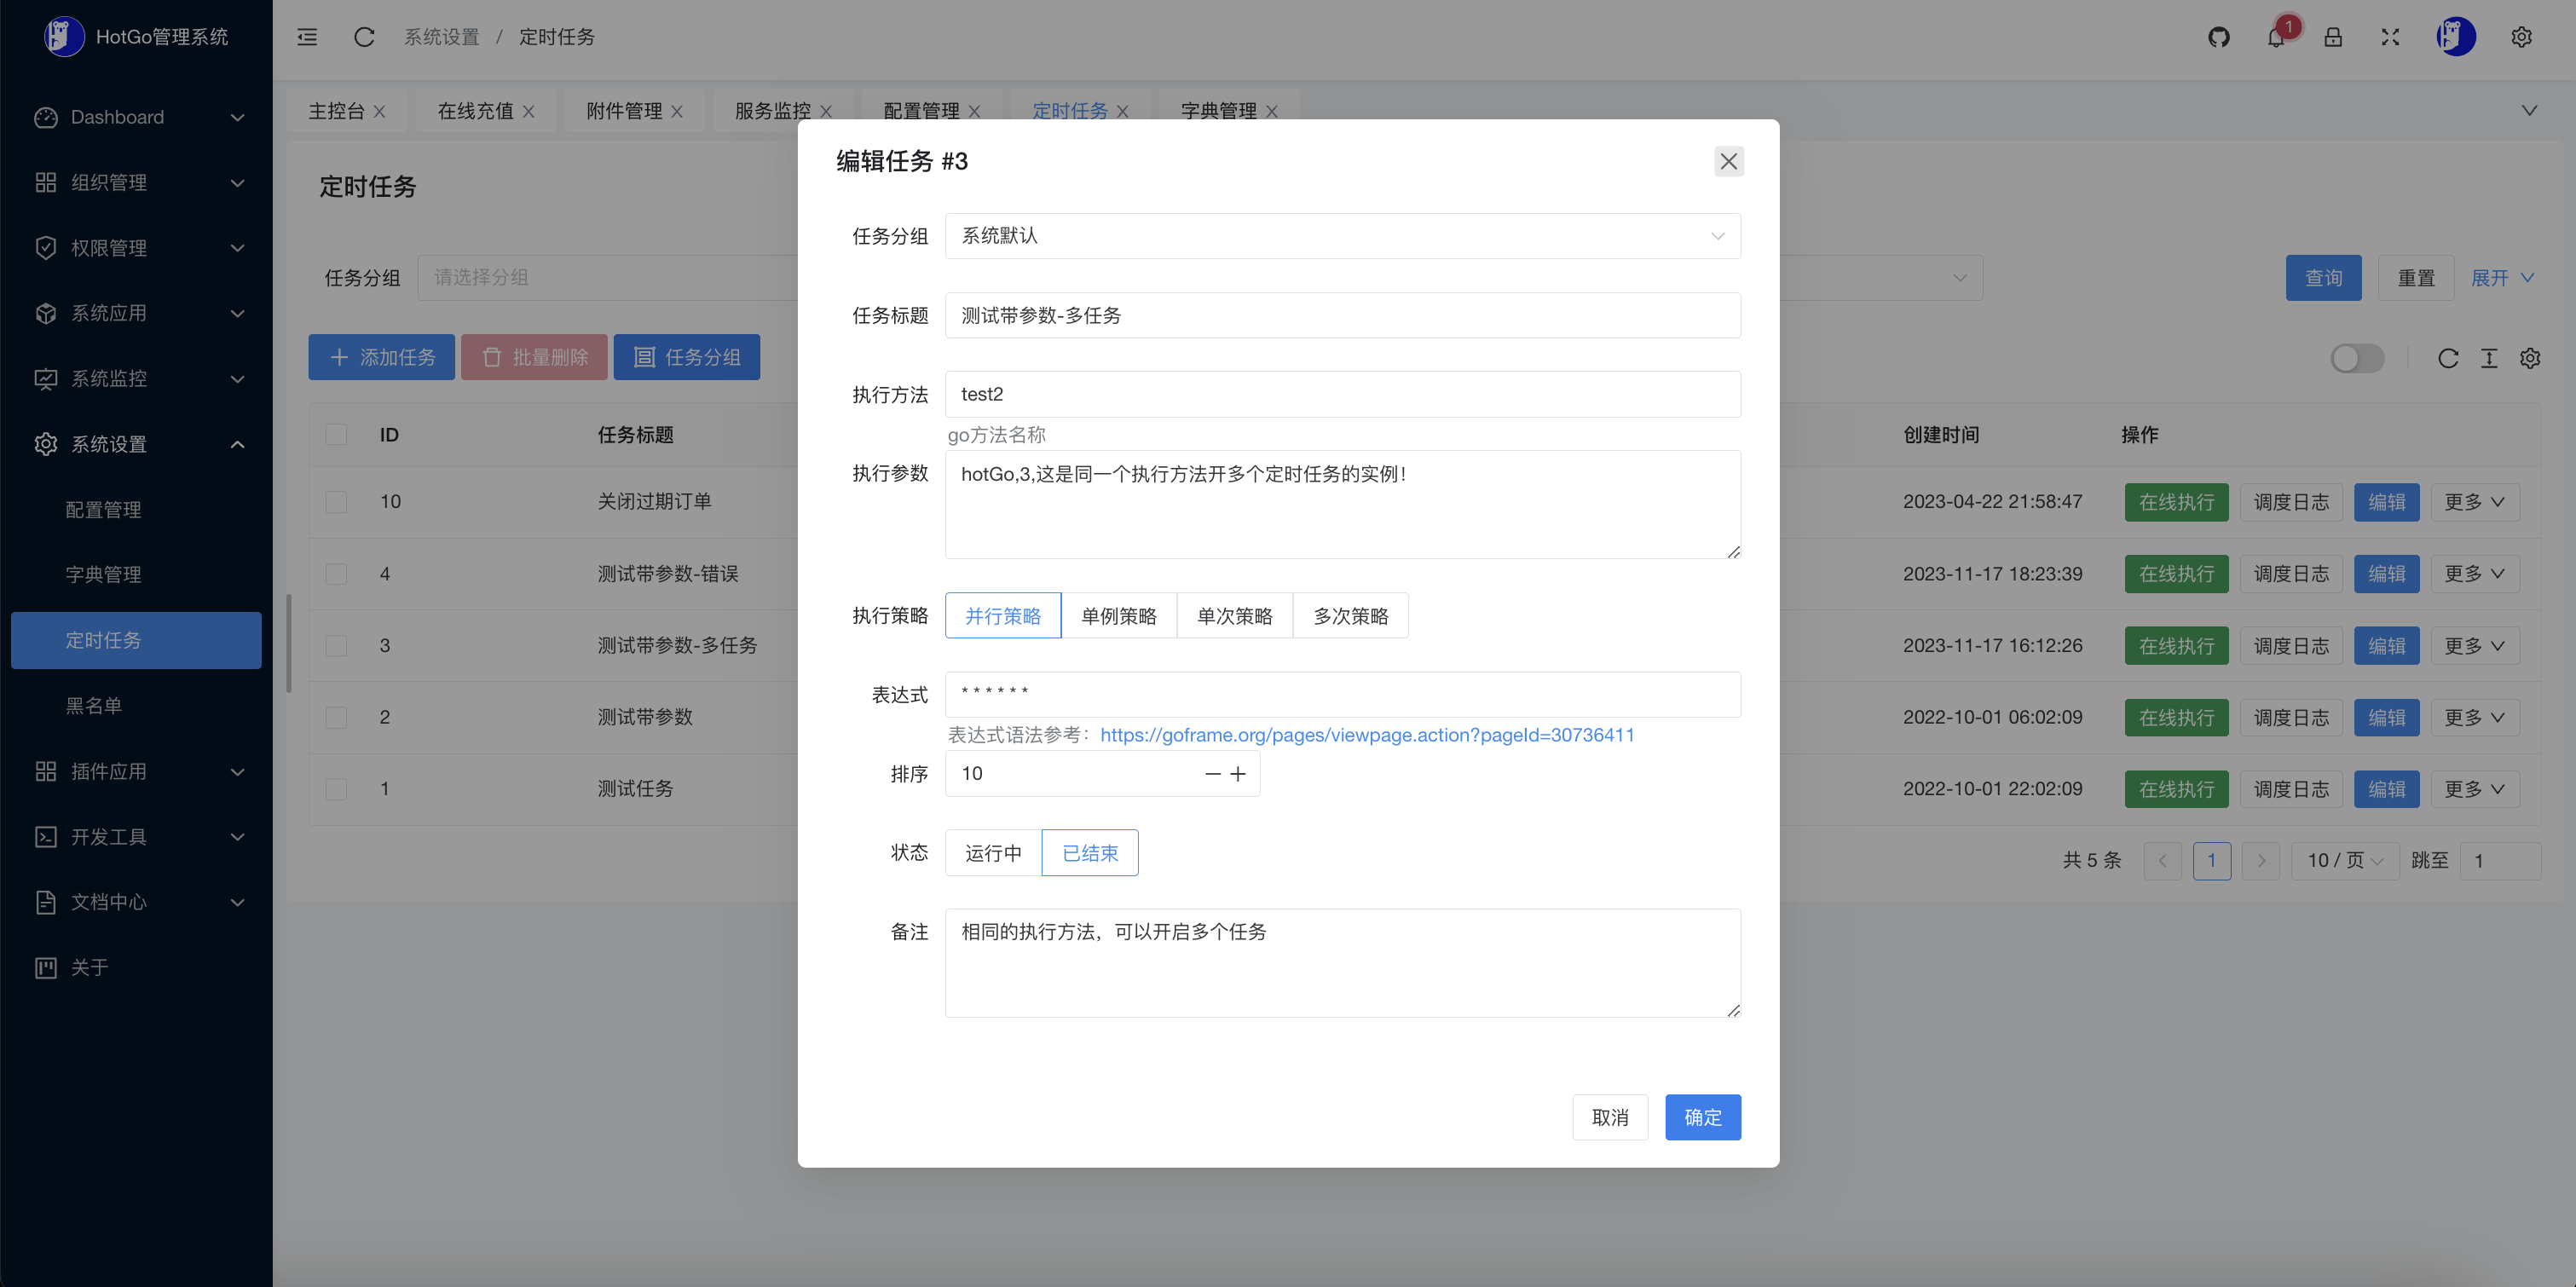 HotGo管理系统
系统设置 / 定时任务
1
Dashboard
组织管理
权限管理
系统应用
系统监控
系统设置
配置管理
字典管理
定时任务
黑名单
插件应用
开发工具
文档中心
关于
主控台 在线充值 附件管理 服务监控 配置管理 定时任务 字典管理
定时任务
任务分组 请选择分组
查询 重置 展开
添加任务 批量删除 任务分组
ID 任务标题 创建时间 操作
10 关闭过期订单 2023-04-22 21:58:47 在线执行 调度日志 编辑 更多
4 测试带参数-错误 2023-11-17 18:23:39 在线执行 调度日志 编辑 更多
3 测试带参数-多任务 2023-11-17 16:12:26 在线执行 调度日志 编辑 更多
2 测试带参数 2022-10-01 06:02:09 在线执行 调度日志 编辑 更多
1 测试任务 2022-10-01 22:02:09 在线执行 调度日志 编辑 更多
共 5 条 1 10 / 页 跳至 1
编辑任务 #3
任务分组 系统默认
任务标题 测试带参数-多任务
执行方法 test2
go方法名称
执行参数 hotGo,3,这是同一个执行方法开多个定时任务的实例!
执行策略 并行策略 单例策略 单次策略 多次策略
表达式 * * * * * *
表达式语法参考：https://goframe.org/pages/viewpage.action?pageId=30736411
排序 10
状态 运行中 已结束
备注 相同的执行方法，可以开启多个任务
取消 确定